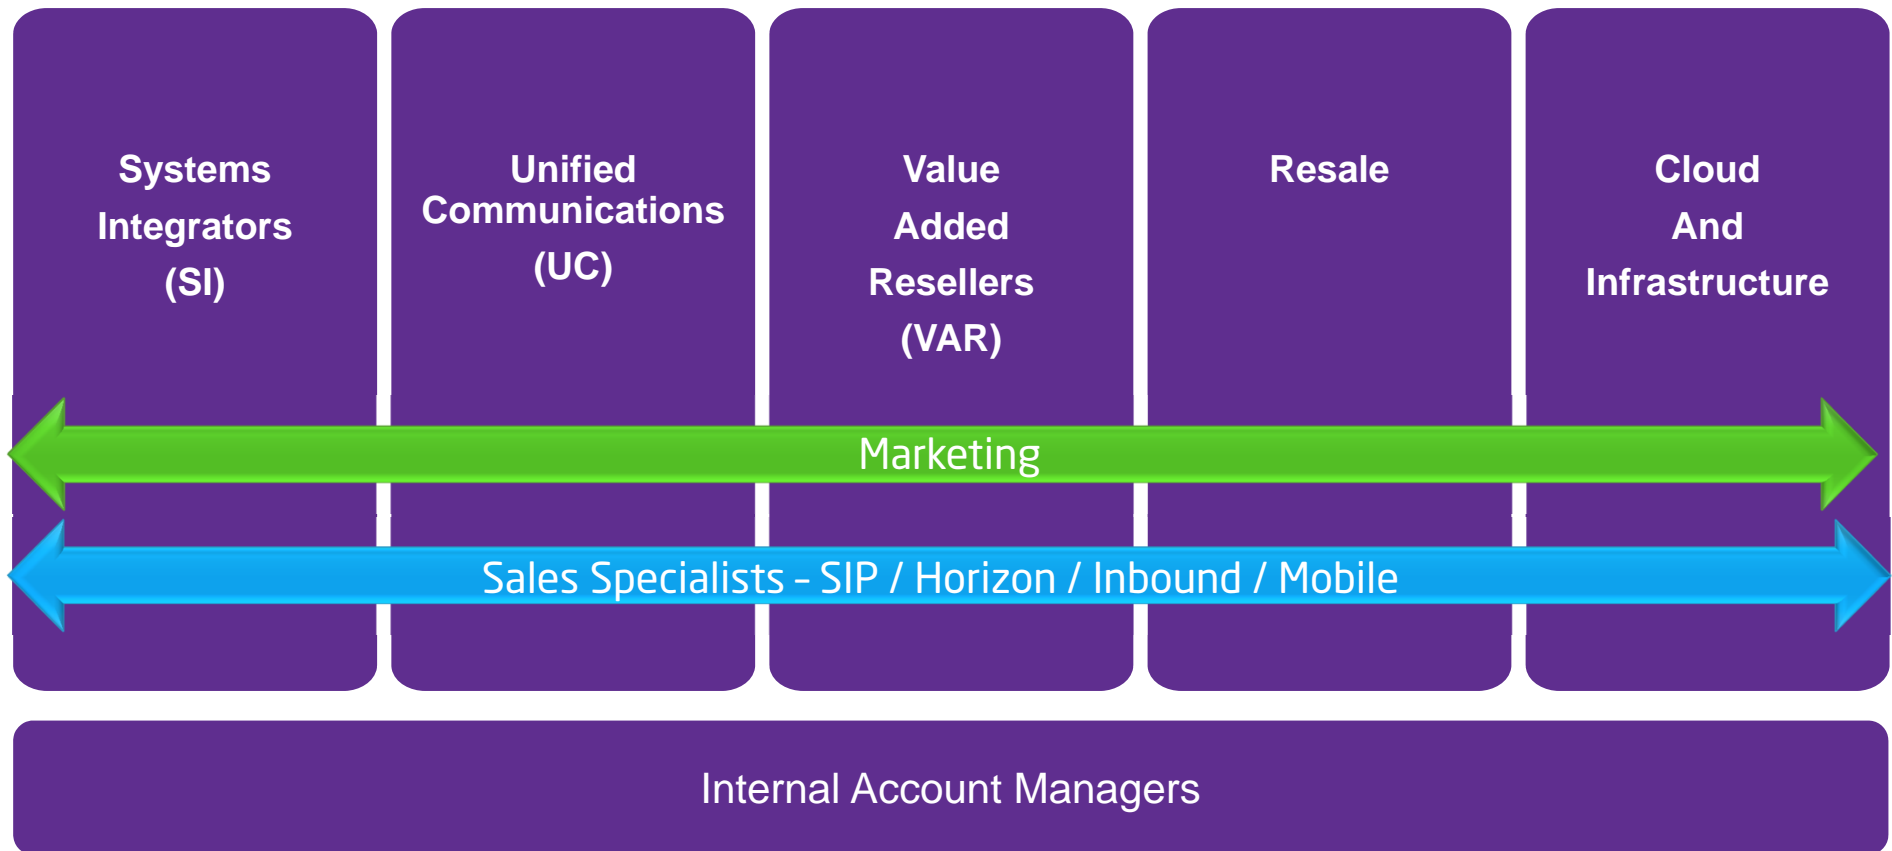 Systems
Integrators
(SI)
Unified
Communications
(UC)
Value
Added
Resellers
(VAR)
Resale
Cloud
And
Infrastructure
Marketing
Sales Specialists – SIP / Horizon / Inbound / Mobile
Internal Account Managers